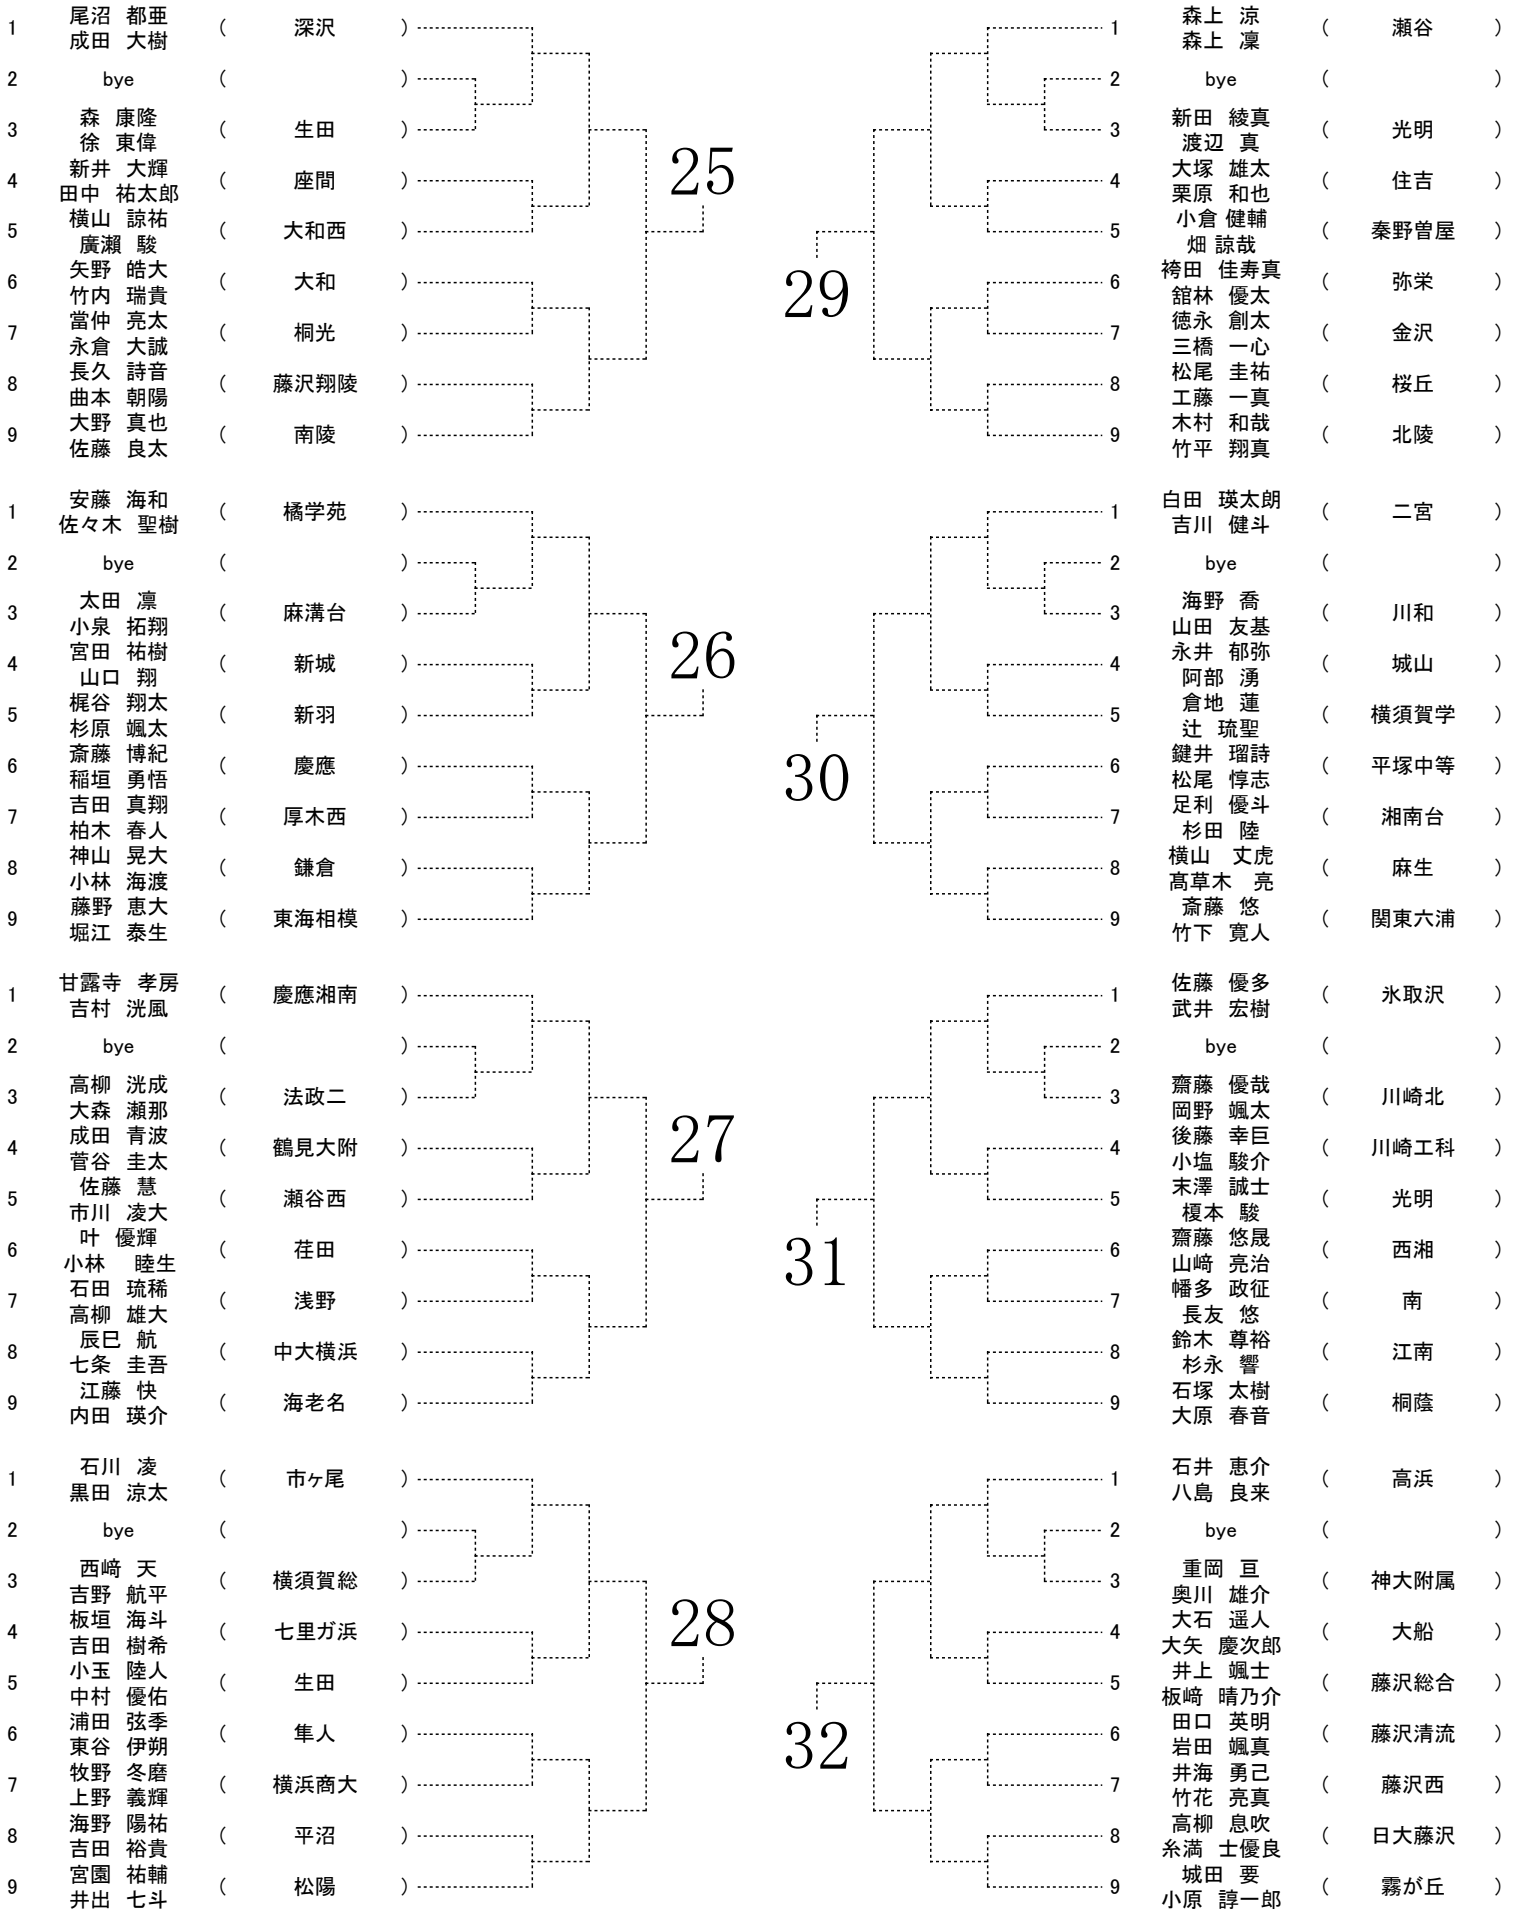 尾沼 都亜
1 ( 深沢 )
成田 大樹
2 bye ( )
森 康隆
3 ( 生田 )
徐 東偉
新井 大輝
4 ( 座間 )
田中 祐太郎
横山 諒祐
5 ( 大和西 )
廣瀬 駿
矢野 皓大
6 ( 大和 )
竹内 瑞貴
當仲 亮太
7 ( 桐光 )
永倉 大誠
長久 詩音
8 ( 藤沢翔陵 )
曲本 朝陽
大野 真也
9 ( 南陵 )
佐藤 良太
25
安藤 海和
1 ( 橘学苑 )
佐々木 聖樹
2 bye ( )
太田 凛
3 ( 麻溝台 )
小泉 拓翔
宮田 祐樹
4 ( 新城 )
山口 翔
梶谷 翔太
5 ( 新羽 )
杉原 颯太
斎藤 博紀
6 ( 慶應 )
稲垣 勇悟
吉田 真翔
7 ( 厚木西 )
柏木 春人
神山 晃大
8 ( 鎌倉 )
小林 海渡
藤野 恵大
9 ( 東海相模 )
堀江 泰生
26
甘露寺 孝房
1 ( 慶應湘南 )
吉村 洸風
2 bye ( )
高柳 洸成
3 ( 法政二 )
大森 瀬那
成田 青波
4 ( 鶴見大附 )
菅谷 圭太
佐藤 慧
5 ( 瀬谷西 )
市川 凌大
叶 優輝
6 ( 荏田 )
小林 睦生
石田 琉稀
7 ( 浅野 )
高柳 雄大
辰巳 航
8 ( 中大横浜 )
七条 圭吾
江藤 快
9 ( 海老名 )
内田 瑛介
27
石川 凌
1 ( 市ヶ尾 )
黒田 涼太
2 bye ( )
西﨑 天
3 ( 横須賀総 )
吉野 航平
板垣 海斗
4 ( 七里ガ浜 )
吉田 樹希
小玉 陸人
5 ( 生田 )
中村 優佑
浦田 弦季
6 ( 隼人 )
東谷 伊朔
牧野 冬磨
7 ( 横浜商大 )
上野 義輝
海野 陽祐
8 ( 平沼 )
吉田 裕貴
宮園 祐輔
9 ( 松陽 )
井出 七斗
28
森上 涼
1 ( 瀬谷 )
森上 凜
2 bye ( )
新田 綾真
3 ( 光明 )
渡辺 真
大塚 雄太
4 ( 住吉 )
栗原 和也
小倉 健輔
5 ( 秦野曽屋 )
畑 諒哉
袴田 佳寿真
6 ( 弥栄 )
舘林 優太
徳永 創太
7 ( 金沢 )
三橋 一心
松尾 圭祐
8 ( 桜丘 )
工藤 一真
木村 和哉
9 ( 北陵 )
竹平 翔真
29
白田 瑛太朗
1 ( 二宮 )
吉川 健斗
2 bye ( )
海野 喬
3 ( 川和 )
山田 友基
永井 郁弥
4 ( 城山 )
阿部 湧
倉地 蓮
5 ( 横須賀学 )
辻 琉聖
鍵井 瑠詩
6 ( 平塚中等 )
松尾 惇志
足利 優斗
7 ( 湘南台 )
杉田 陸
横山 丈虎
8 ( 麻生 )
髙草木 亮
斎藤 悠
9 ( 関東六浦 )
竹下 寛人
30
佐藤 優多
1 ( 氷取沢 )
武井 宏樹
2 bye ( )
齋藤 優哉
3 ( 川崎北 )
岡野 颯太
後藤 幸巨
4 ( 川崎工科 )
小塩 駿介
末澤 誠士
5 ( 光明 )
榎本 駿
齋藤 悠晟
6 ( 西湘 )
山﨑 亮治
幡多 政征
7 ( 南 )
長友 悠
鈴木 尊裕
8 ( 江南 )
杉永 響
石塚 太樹
9 ( 桐蔭 )
大原 春音
31
石井 恵介
1 ( 高浜 )
八島 良来
2 bye ( )
重岡 亘
3 ( 神大附属 )
奥川 雄介
大石 遥人
4 ( 大船 )
大矢 慶次郎
井上 颯士
5 ( 藤沢総合 )
板﨑 晴乃介
田口 英明
6 ( 藤沢清流 )
岩田 颯真
井海 勇己
7 ( 藤沢西 )
竹花 亮真
高柳 息吹
8 ( 日大藤沢 )
糸満 士優良
城田 要
9 ( 霧が丘 )
小原 諄一郎
32